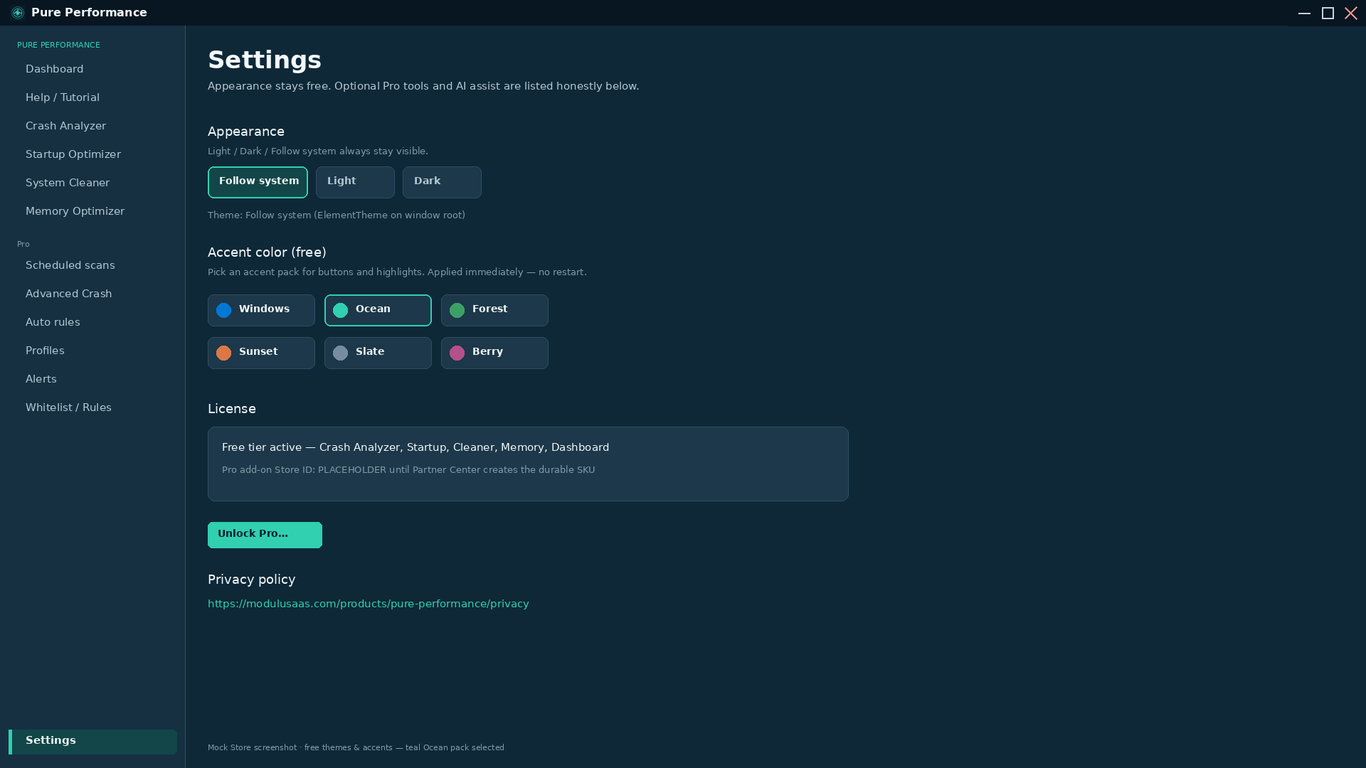 Pure Performance
PURE PERFORMANCE
Dashboard
Help / Tutorial
Crash Analyzer
Startup Optimizer
System Cleaner
Memory Optimizer
Pro
Scheduled scans
Advanced Crash
Auto rules
Profiles
Alerts
Whitelist / Rules
Settings
Settings
Appearance stays free. Optional Pro tools and AI assist are listed honestly below.
Appearance
Light / Dark / Follow system always stay visible.
Follow system Light Dark
Theme: Follow system (ElementTheme on window root)
Accent color (free)
Pick an accent pack for buttons and highlights. Applied immediately — no restart.
Windows Ocean Forest
Sunset Slate Berry
License
Free tier active — Crash Analyzer, Startup, Cleaner, Memory, Dashboard
Pro add-on Store ID: PLACEHOLDER until Partner Center creates the durable SKU
Unlock Pro...
Privacy policy
https://modulusaas.com/products/pure-performance/privacy
Mock Store screenshot · free themes & accents — teal Ocean pack selected